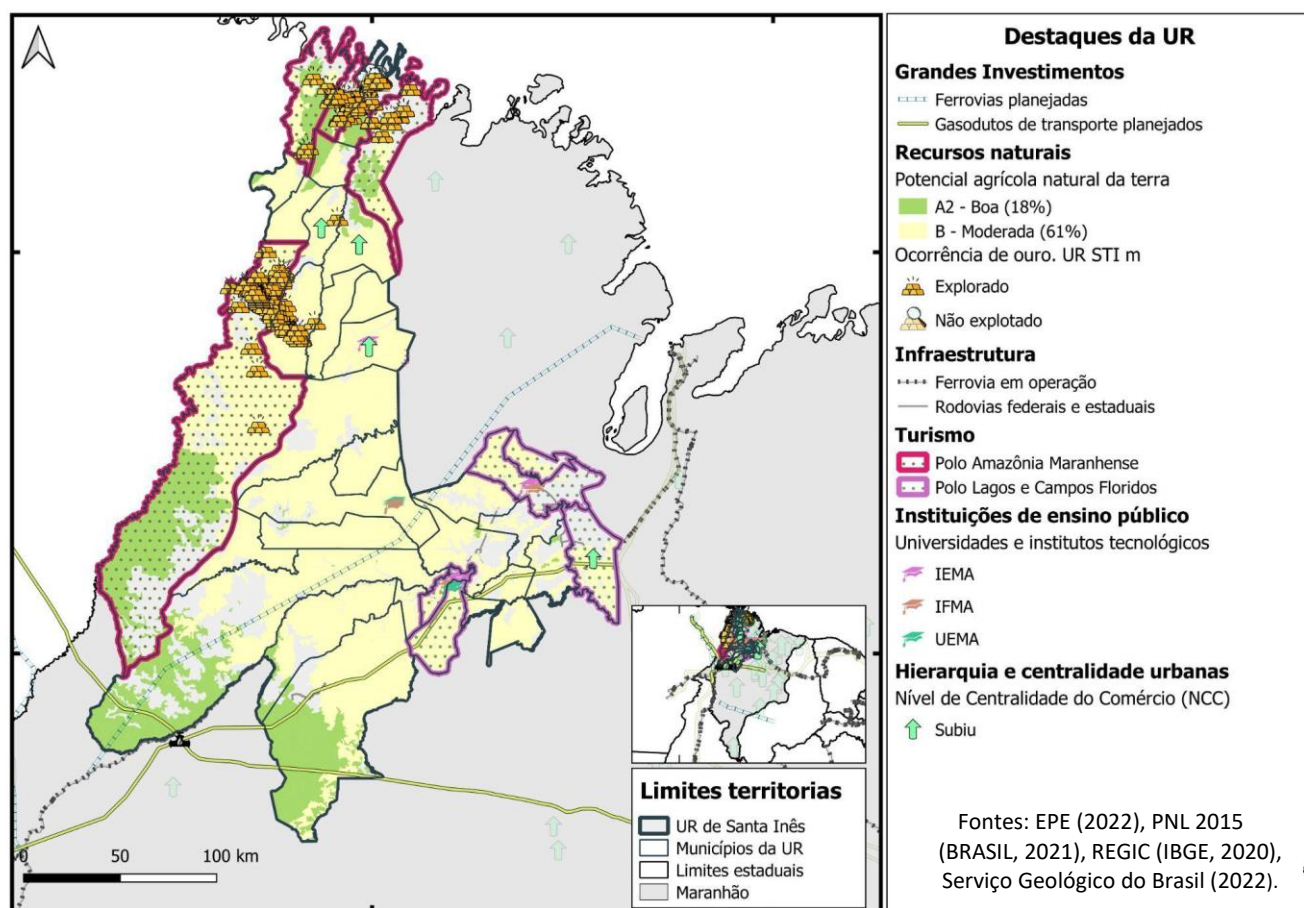 Destaques da UR
Grandes Investimentos
Ferrovias planejadas
Gasodutos de transporte planejados
Recursos naturais
Potencial agrícola natural da terra
A2 - Boa (18%)
B - Moderada (61%)
Ocorrência de ouro. UR STI m
Explorado
Não explotado
Infraestrutura
Ferrovia em operação
Rodovias federais e estaduais
Turismo
Polo Amazônia Maranhense
Polo Lagos e Campos Floridos
Instituições de ensino público
Universidades e institutos tecnológicos
IEMA
IFMA
UEMA
Hierarquia e centralidade urbanas
Nível de Centralidade do Comércio (NCC)
Subiu
Limites territorias
UR de Santa Inês
Municípios da UR
Limites estaduais
Maranhão
0 50 100 km
Fontes: EPE (2022), PNL 2015
(BRASIL, 2021), REGIC (IBGE, 2020),
Serviço Geológico do Brasil (2022).